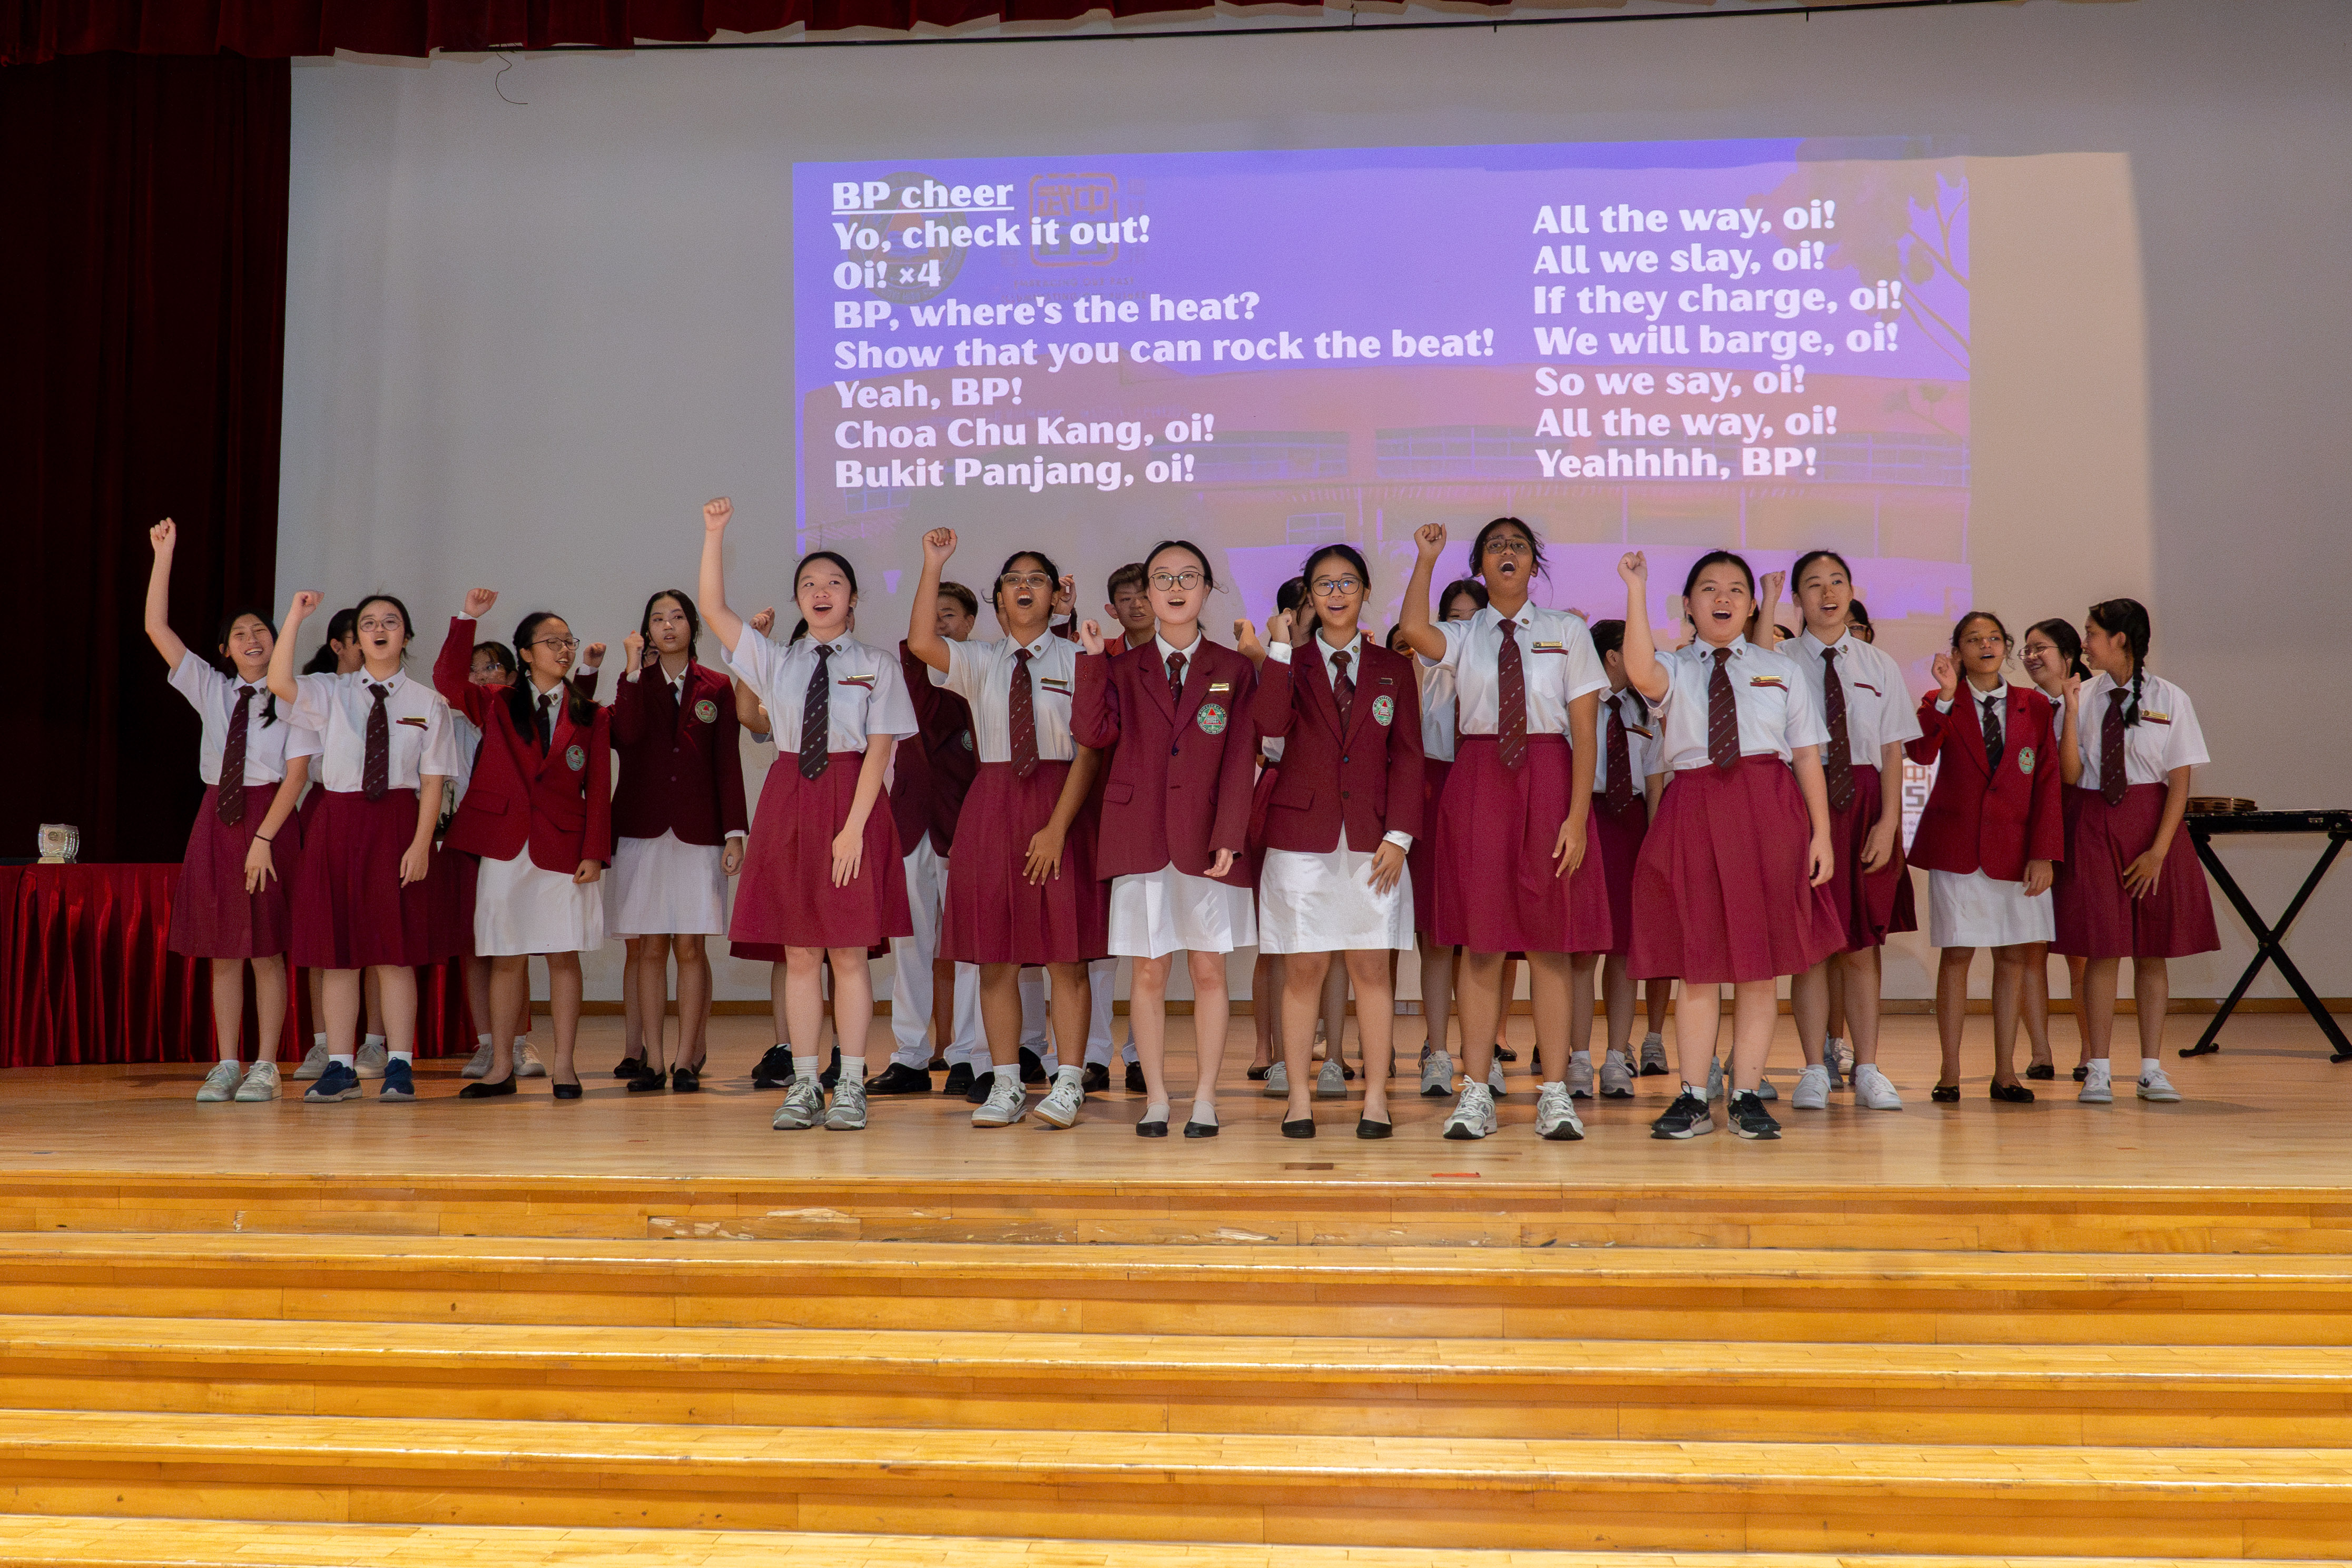 BP cheer
Yo, check it out!
Oi! ×4
BP, where's the heat?
Show that you can rock the beat!
Yeah, BP!
Choa Chu Kang, oi!
Bukit Panjang, oi!
All the way, oi!
All we slay, oi!
If they charge, oi!
We will barge, oi!
So we say, oi!
All the way, oi!
Yeahhhh, BP!